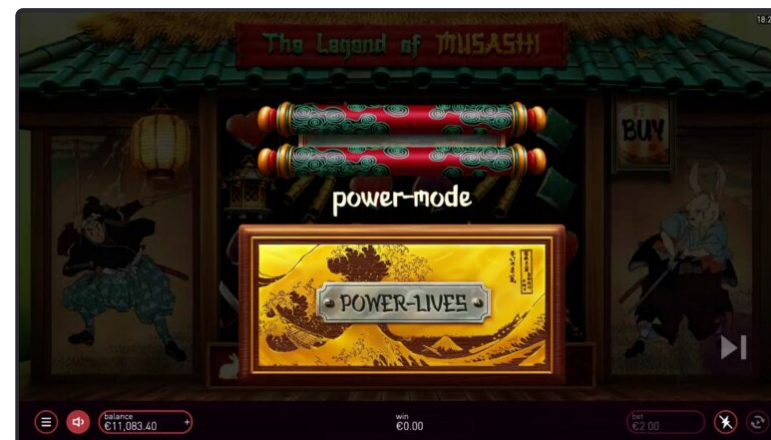 18:2
The Legend of MUSASHI
BUY
power-mode
POWER-LIVES
balance
€11,083.40 +
win
€0.00
bet
€2.00